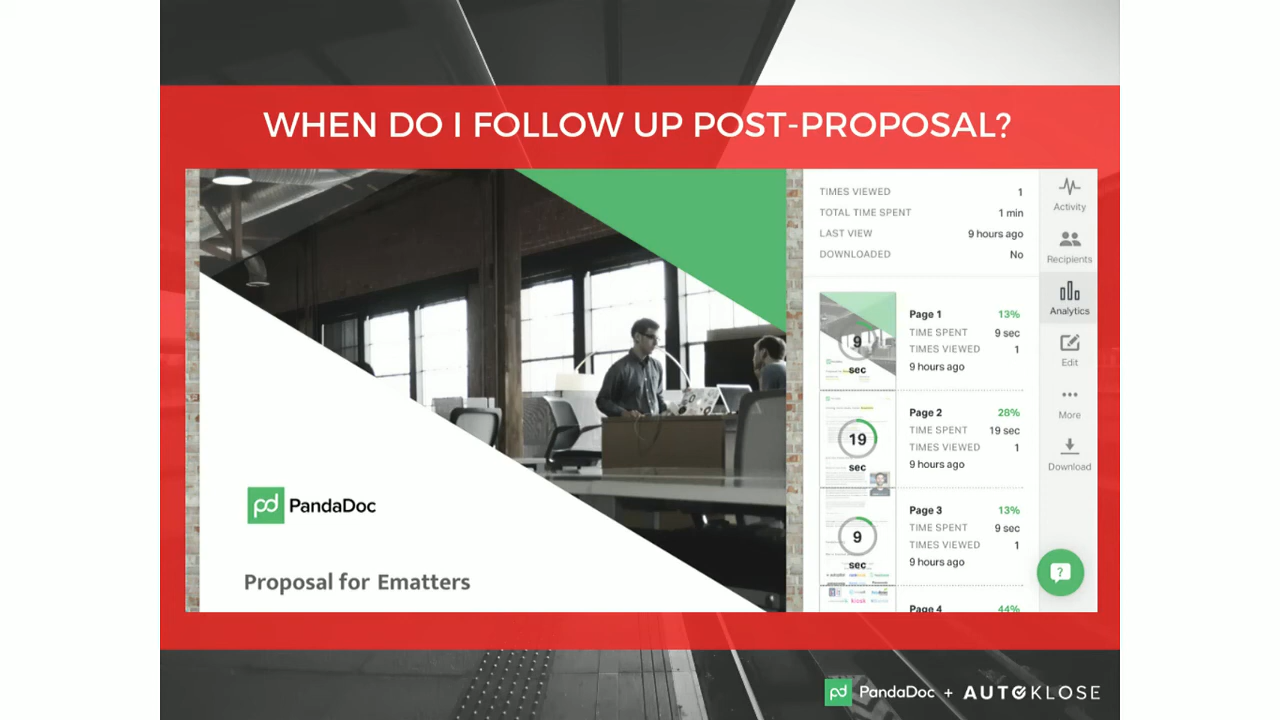 WHEN DO I FOLLOW UP POST-PROPOSAL?
pd PandaDoc
Proposal for Ematters
TIMES VIEWED 1
TOTAL TIME SPENT 1 min
LAST VIEW 9 hours ago
DOWNLOADED No
9
sec
Page 1 13%
TIME SPENT 9 sec
TIMES VIEWED 1
9 hours ago
19
sec
Page 2 28%
TIME SPENT 19 sec
TIMES VIEWED 1
9 hours ago
9
sec
Page 3 13%
TIME SPENT 9 sec
TIMES VIEWED 1
9 hours ago
Page 4 44%
Activity
Recipients
Analytics
Edit
More
Download
?
pd PandaDoc + AUTOKLOSE